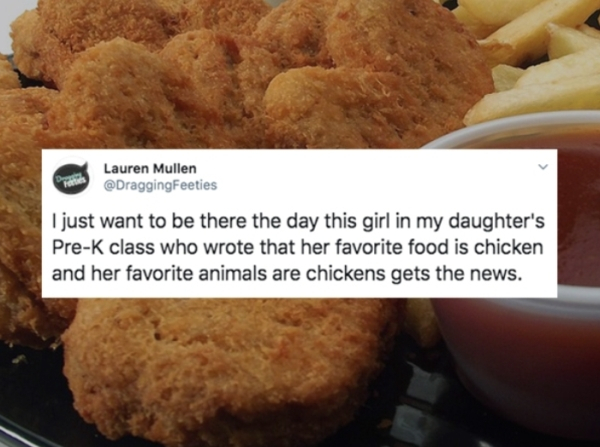 Lauren Mullen
@DraggingFeeties
I just want to be there the day this girl in my daughter's
Pre-K class who wrote that her favorite food is chicken
and her favorite animals are chickens gets the news.